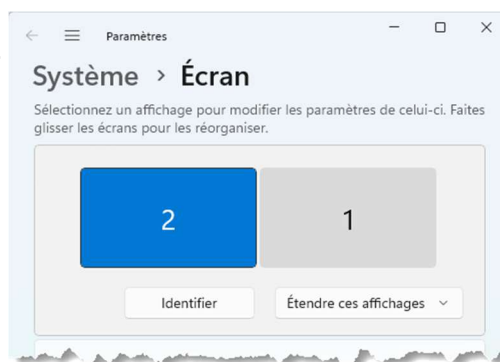 Paramètres
Système > Écran
Sélectionnez un affichage pour modifier les paramètres de celui-ci. Faites
glisser les écrans pour les réorganiser.
2 1
Identifier Étendre ces affichages